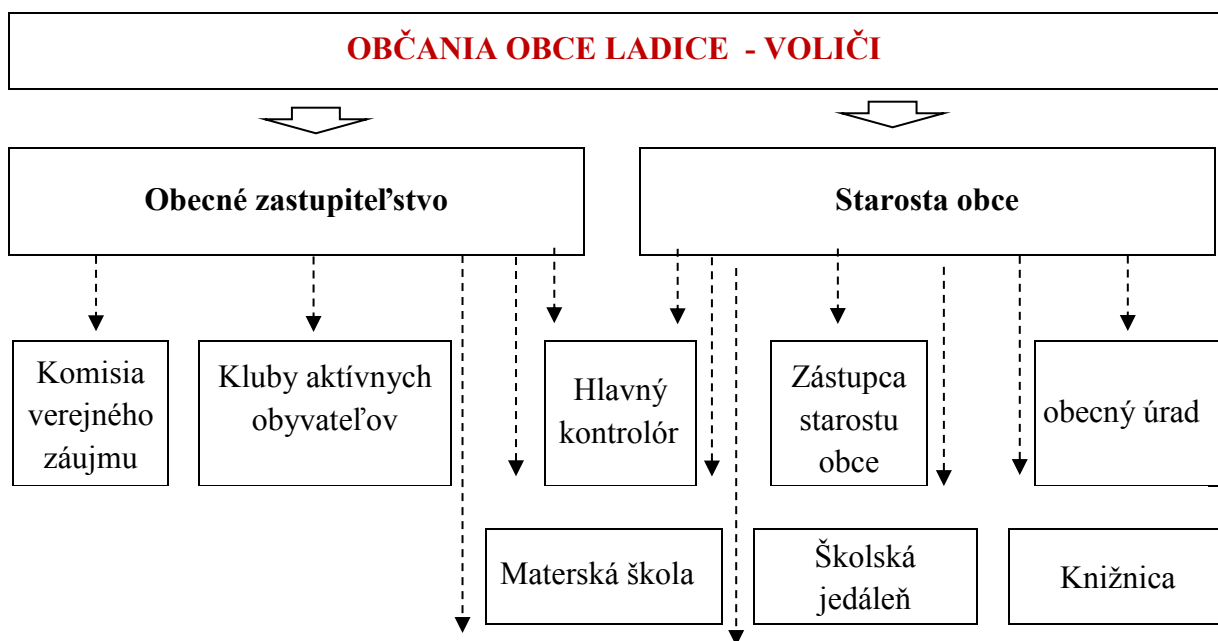 OBČANIA OBCE LADICE - VOLIČI
Obecné zastupiteľstvo
Starosta obce
Komisia
verejného
záujmu
Kluby aktívnych
obyvateľov
Hlavný
kontrolór
Zástupca
starostu
obce
obecný úrad
Materská škola
Školská
jedáleň
Knižnica